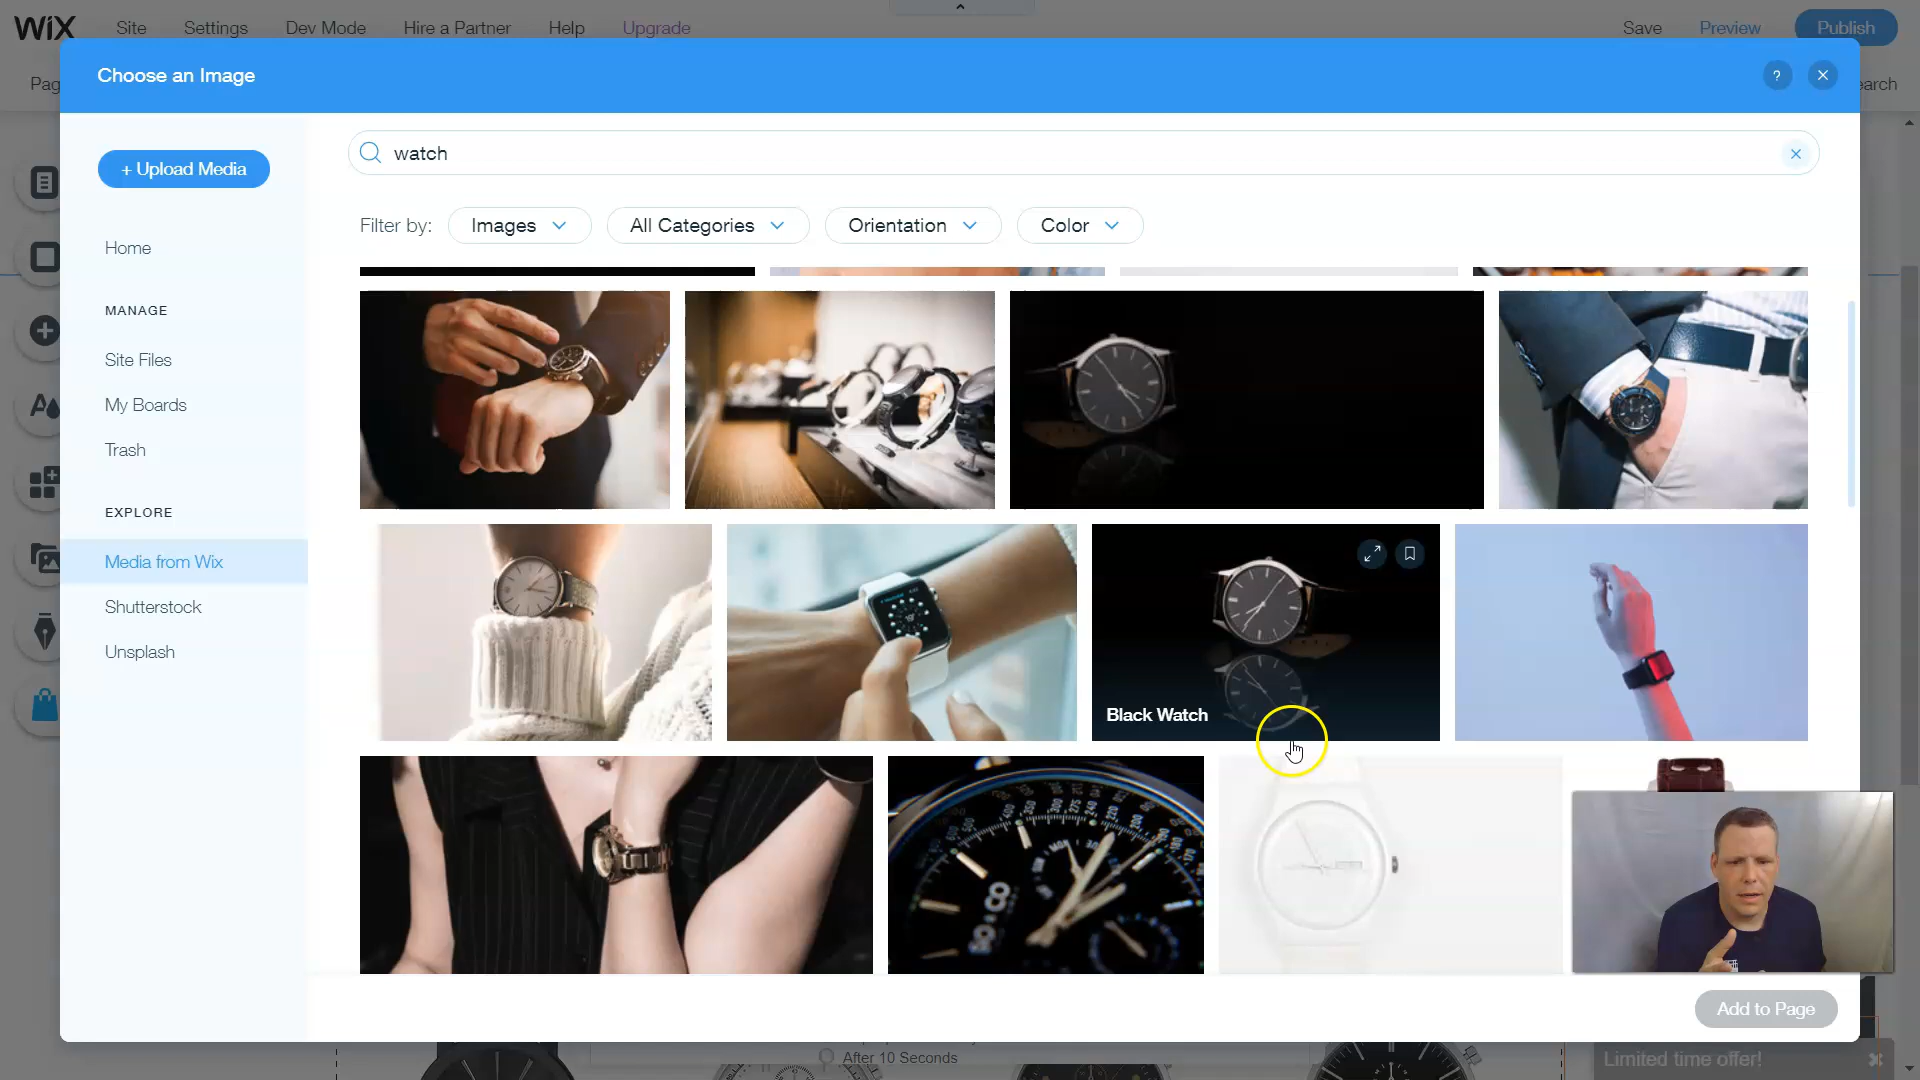 WiX Site Settings Dev Mode Hire a Partner Help Upgrade Save Preview Publish
Pag
earch
Choose an Image
?
+ Upload Media
Home
MANAGE
Site Files
My Boards
Trash
EXPLORE
Media from Wix
Shutterstock
Unsplash
watch
Filter by: Images All Categories Orientation Color
Black Watch
Add to Page
After 10 Seconds
Limited time offer!